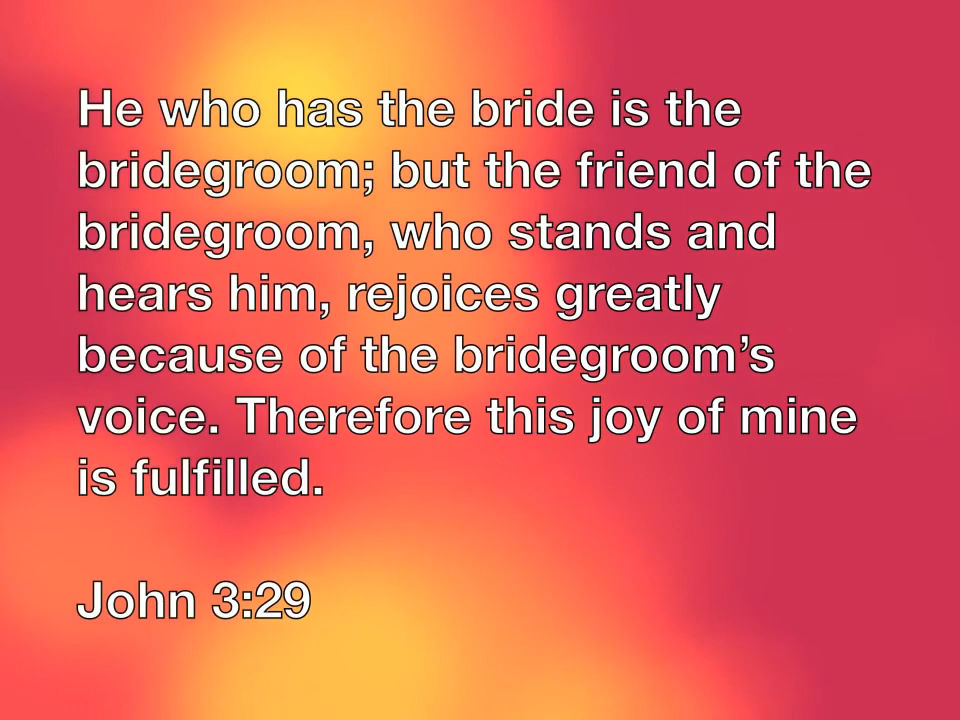 He who has the bride is the
bridegroom; but the friend of the
bridegroom, who stands and
hears him, rejoices greatly
because of the bridegroom’s
voice. Therefore this joy of mine
is fulfilled.
John 3:29